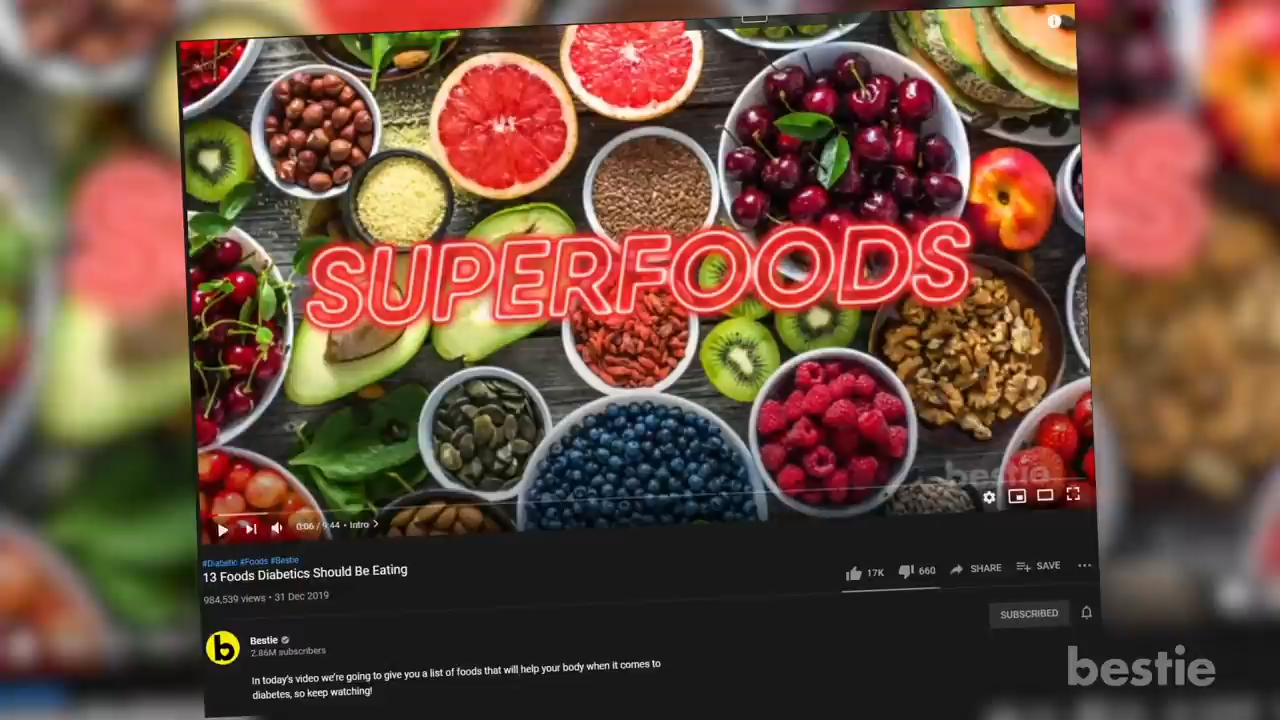 SUPERFOODS
bestie
0:06 / 9:44 • Intro
#Diabetic #Foods #Bestie
13 Foods Diabetics Should Be Eating
984,539 views • 31 Dec 2019
17K 660 SHARE SAVE
SUBSCRIBED
b
Bestie
2.86M subscribers
In today's video we're going to give you a list of foods that will help your body when it comes to
diabetes, so keep watching!
bestie